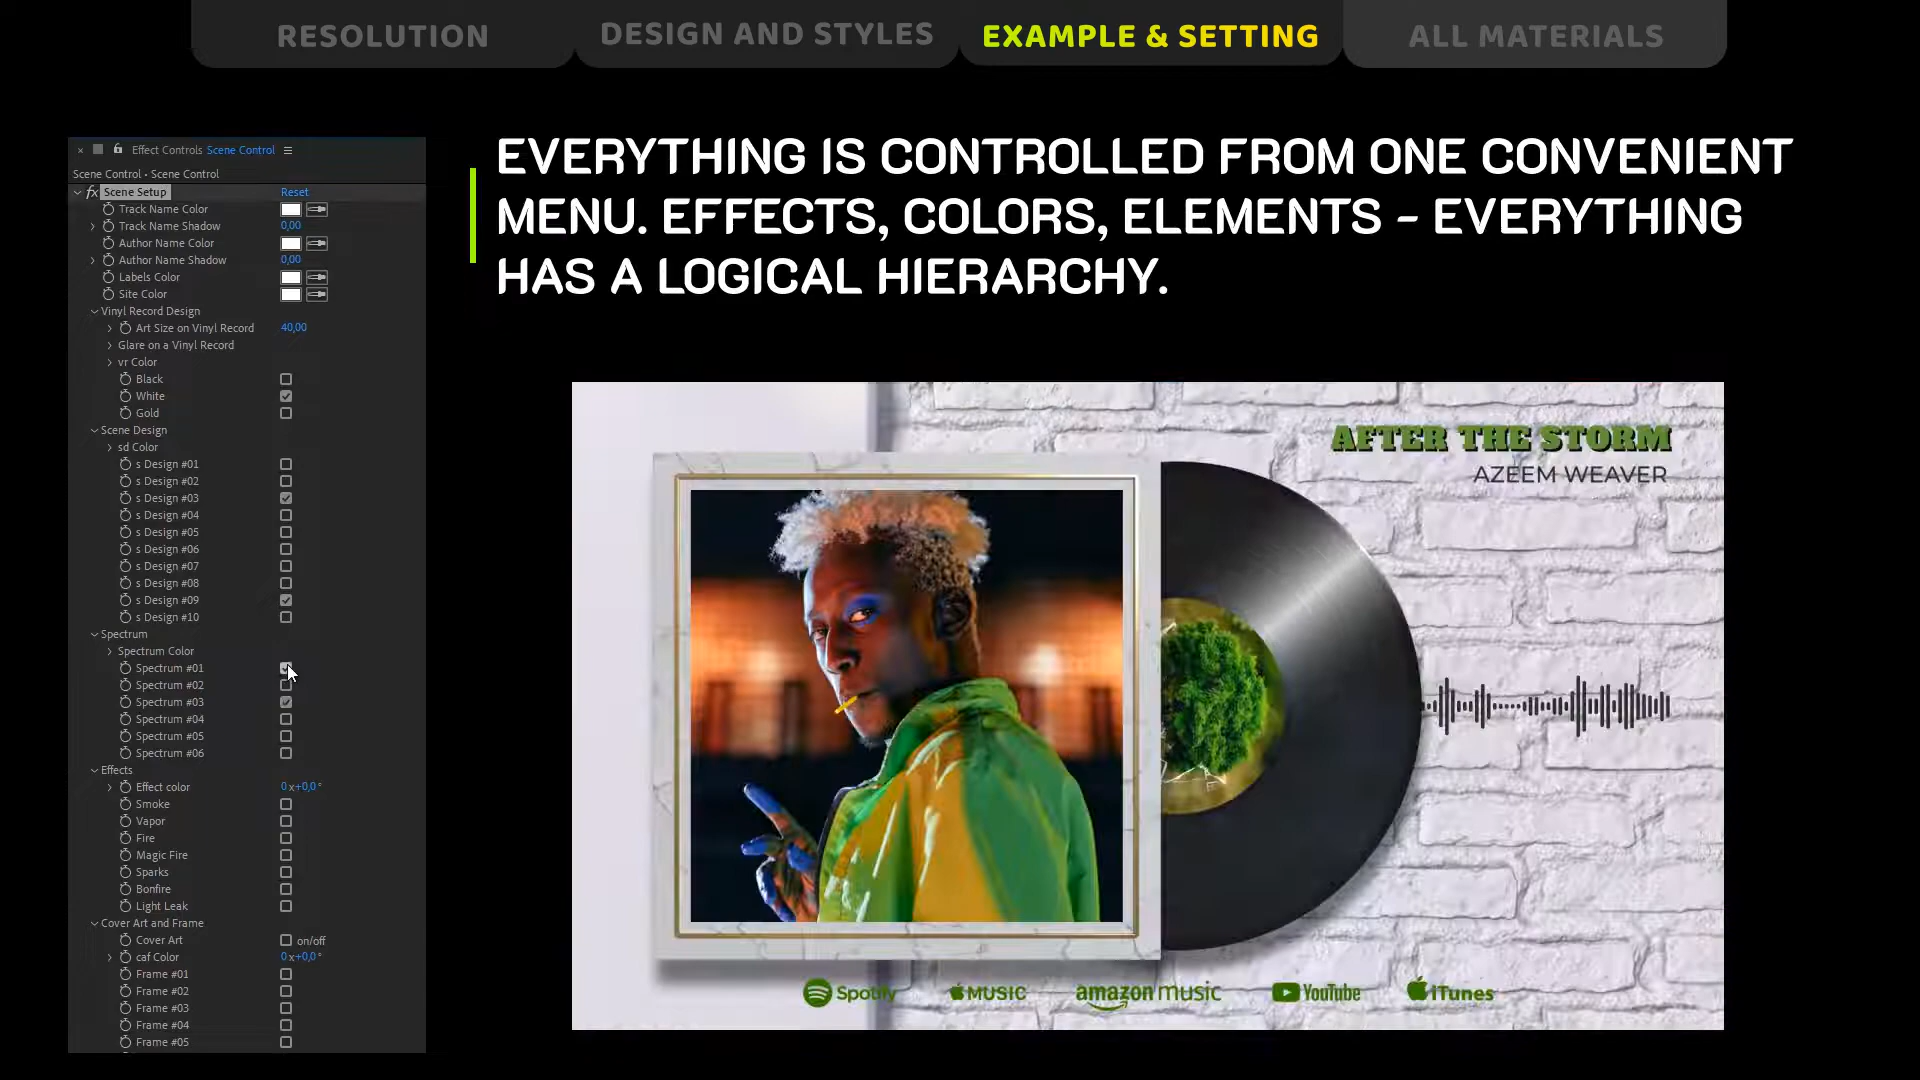 RESOLUTION
DESIGN AND STYLES
EXAMPLE & SETTING
ALL MATERIALS
EVERYTHING IS CONTROLLED FROM ONE CONVENIENT
MENU. EFFECTS, COLORS, ELEMENTS - EVERYTHING
HAS A LOGICAL HIERARCHY.
Effect Controls Scene Control
Scene Control • Scene Control
fx Scene Setup Reset
Track Name Color
Track Name Shadow 0,00
Author Name Color
Author Name Shadow 0,00
Labels Color
Site Color
Vinyl Record Design
Art Size on Vinyl Record 40,00
Glare on a Vinyl Record
vr Color
Black
White
Gold
Scene Design
sd Color
s Design #01
s Design #02
s Design #03
s Design #04
s Design #05
s Design #06
s Design #07
s Design #08
s Design #09
s Design #10
Spectrum
Spectrum Color
Spectrum #01
Spectrum #02
Spectrum #03
Spectrum #04
Spectrum #05
Spectrum #06
Effects
Effect color 0 x+0,0°
Smoke
Vapor
Fire
Magic Fire
Sparks
Bonfire
Light Leak
Cover Art and Frame
Cover Art on/off
caf Color 0 x+0,0°
Frame #01
Frame #02
Frame #03
Frame #04
Frame #05
AFTER THE STORM
AZEEM WEAVER
Spotify
MUSIC
amazon music
YouTube
iTunes